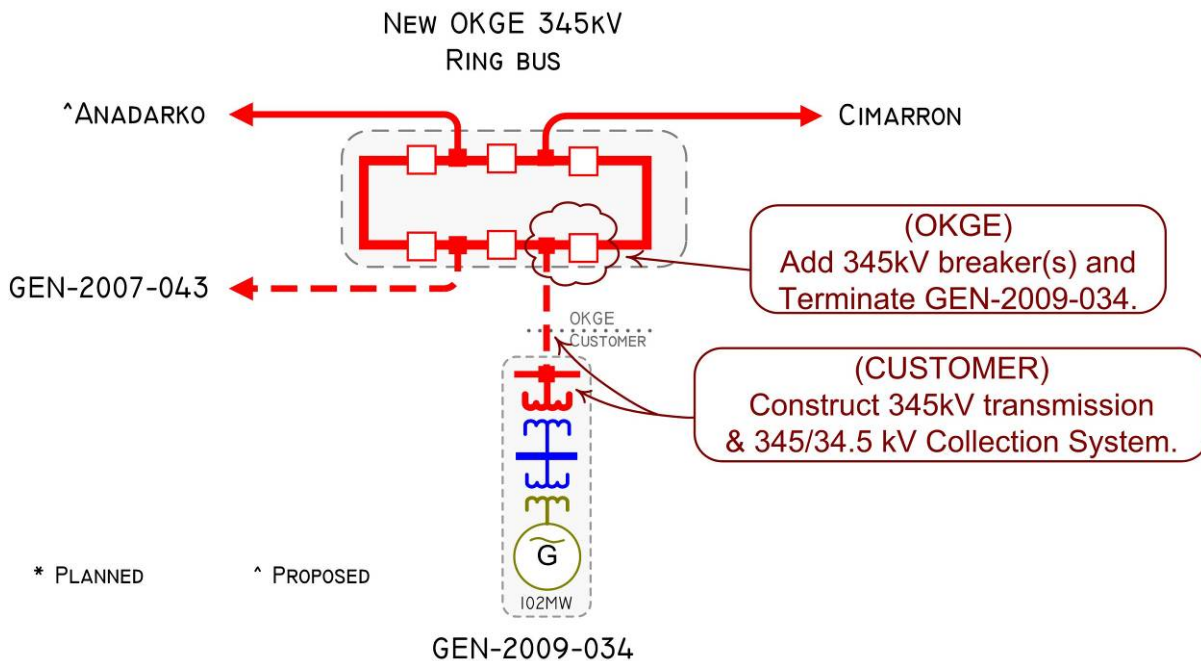 New OKGE 345kV
Ring bus
^Anadarko
Cimarron
(OKGE)
Add 345kV breaker(s) and
Terminate GEN-2009-034.
GEN-2007-043
OKGE
Customer
(CUSTOMER)
Construct 345kV transmission
& 345/34.5 kV Collection System.
G
102MW
* Planned
^ Proposed
GEN-2009-034